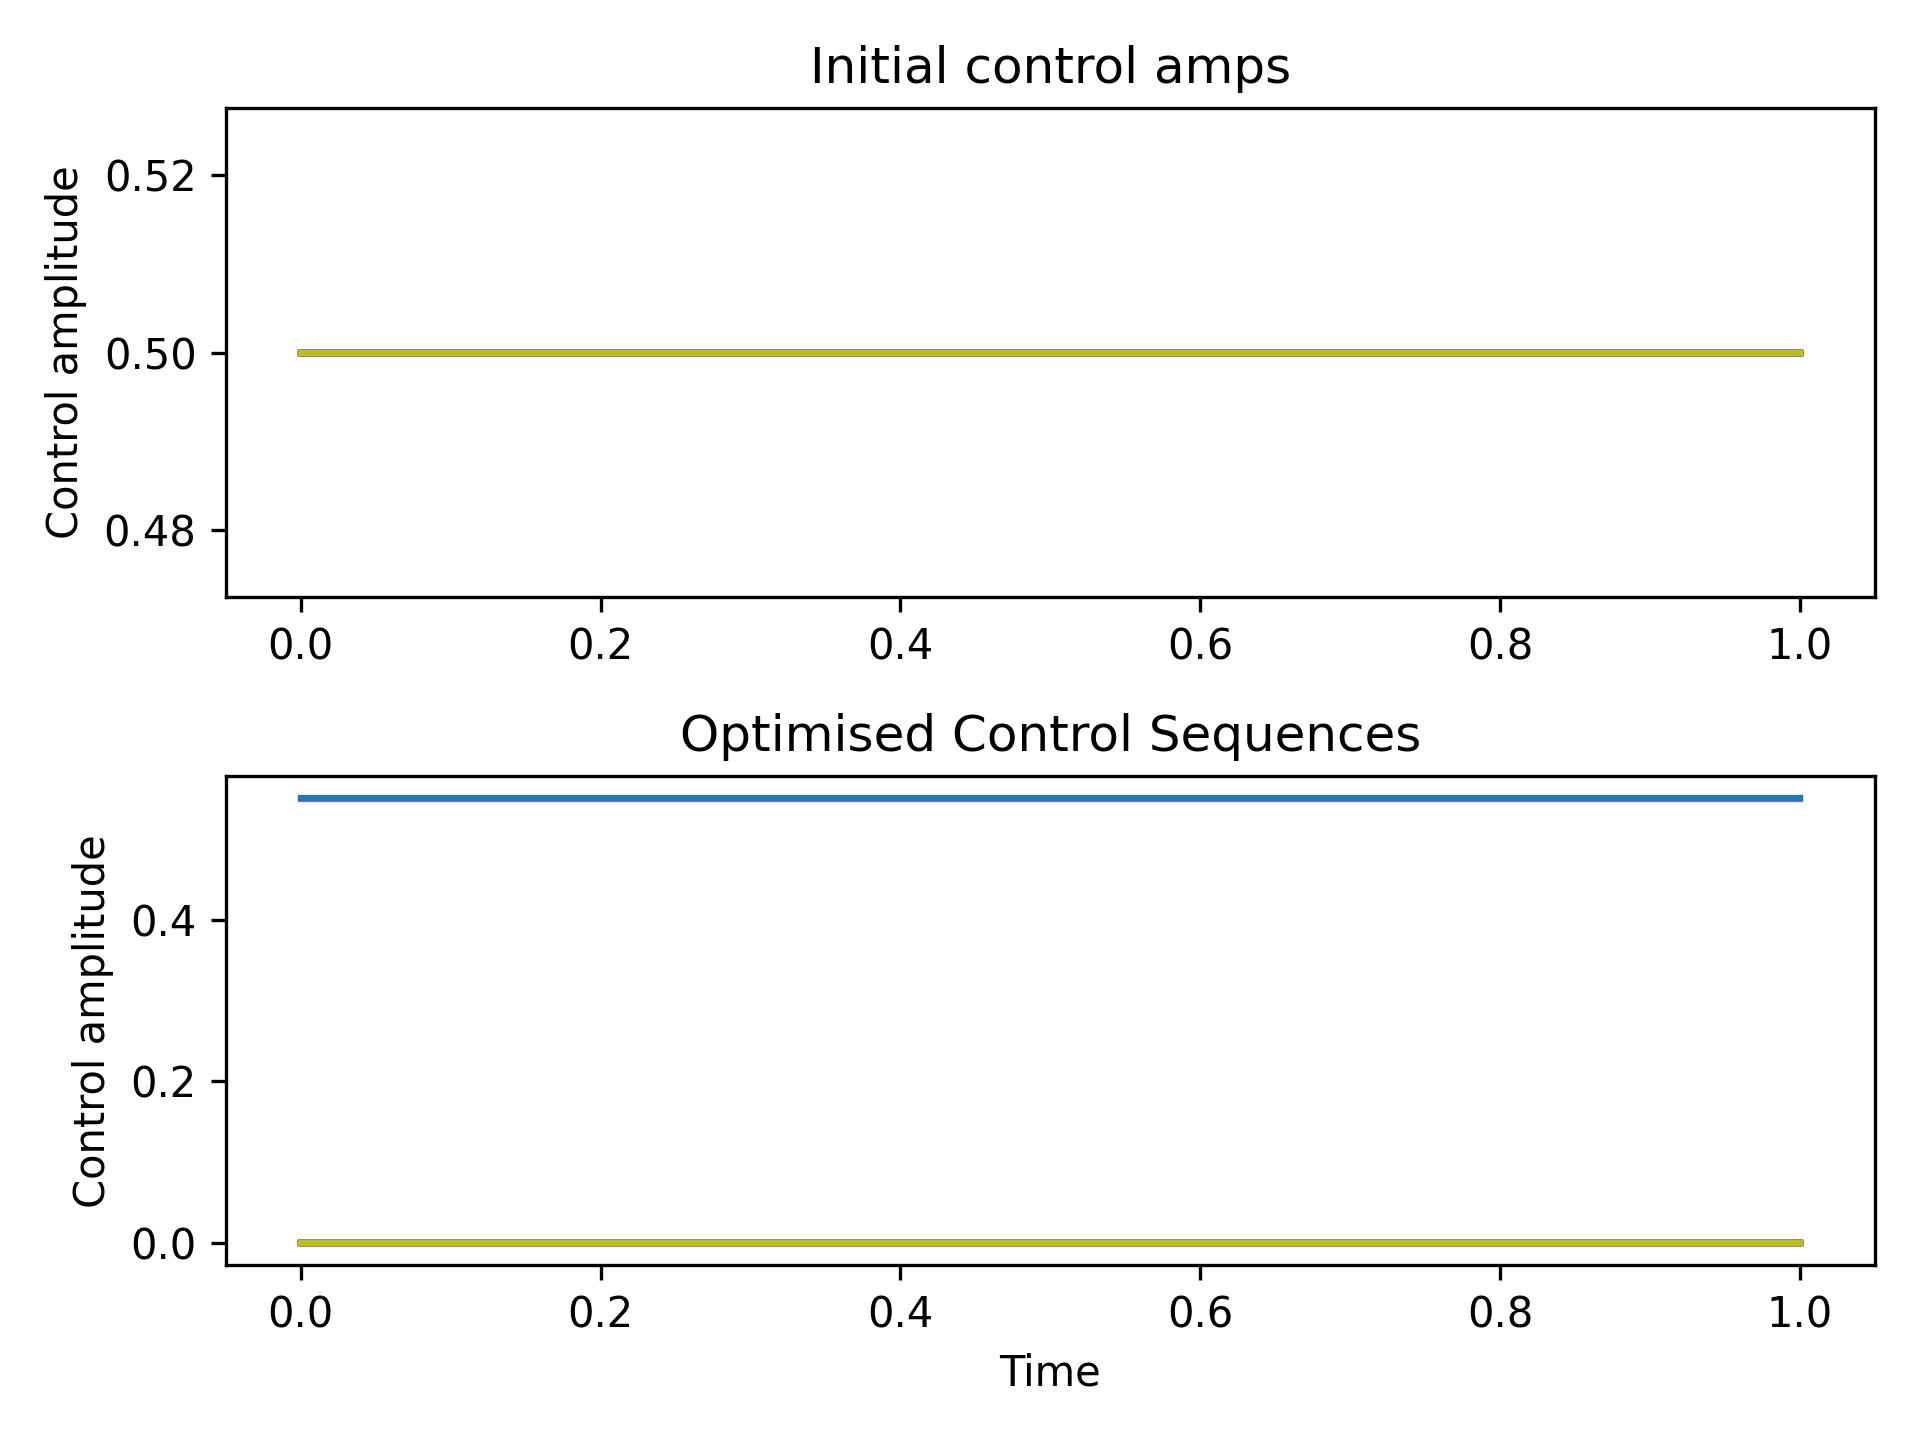 Initial control amps
Control amplitude
0.52
0.50
0.48
0.0 0.2 0.4 0.6 0.8 1.0
Optimised Control Sequences
Control amplitude
0.4
0.2
0.0
0.0 0.2 0.4 0.6 0.8 1.0
Time